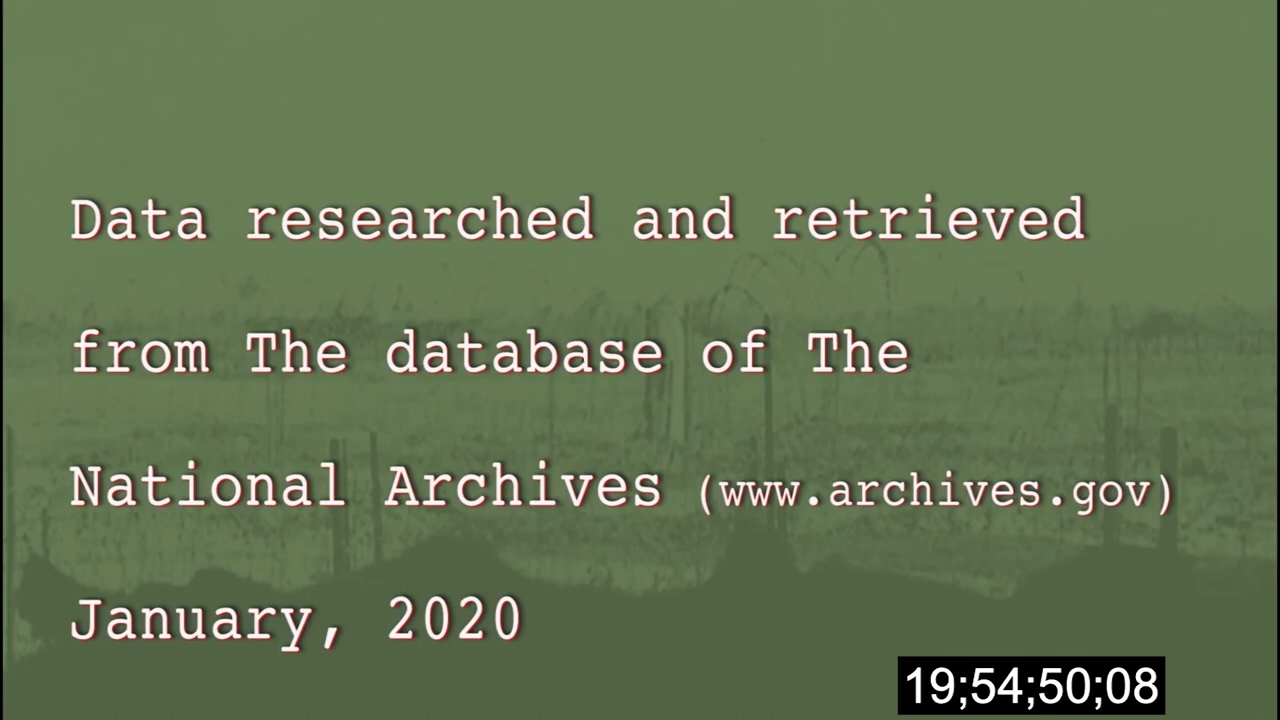 Data researched and retrieved
from The database of The
National Archives (www.archives.gov)
January, 2020
19;54;50;08